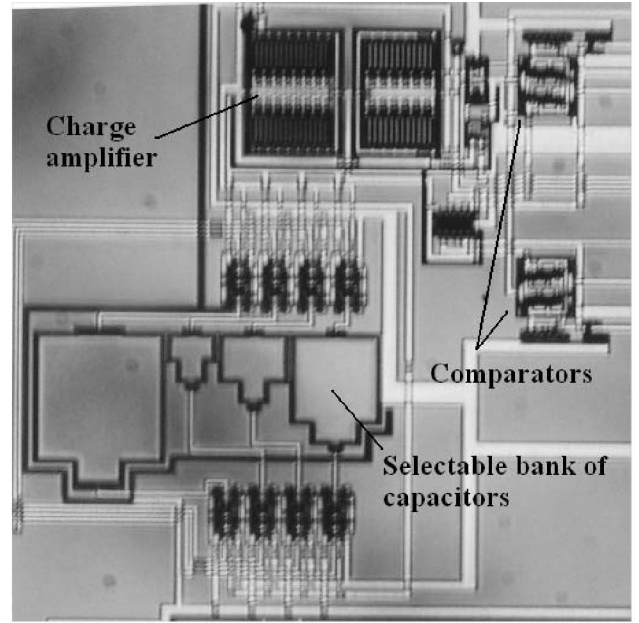 Charge
amplifier
Comparators
Selectable bank of
capacitors